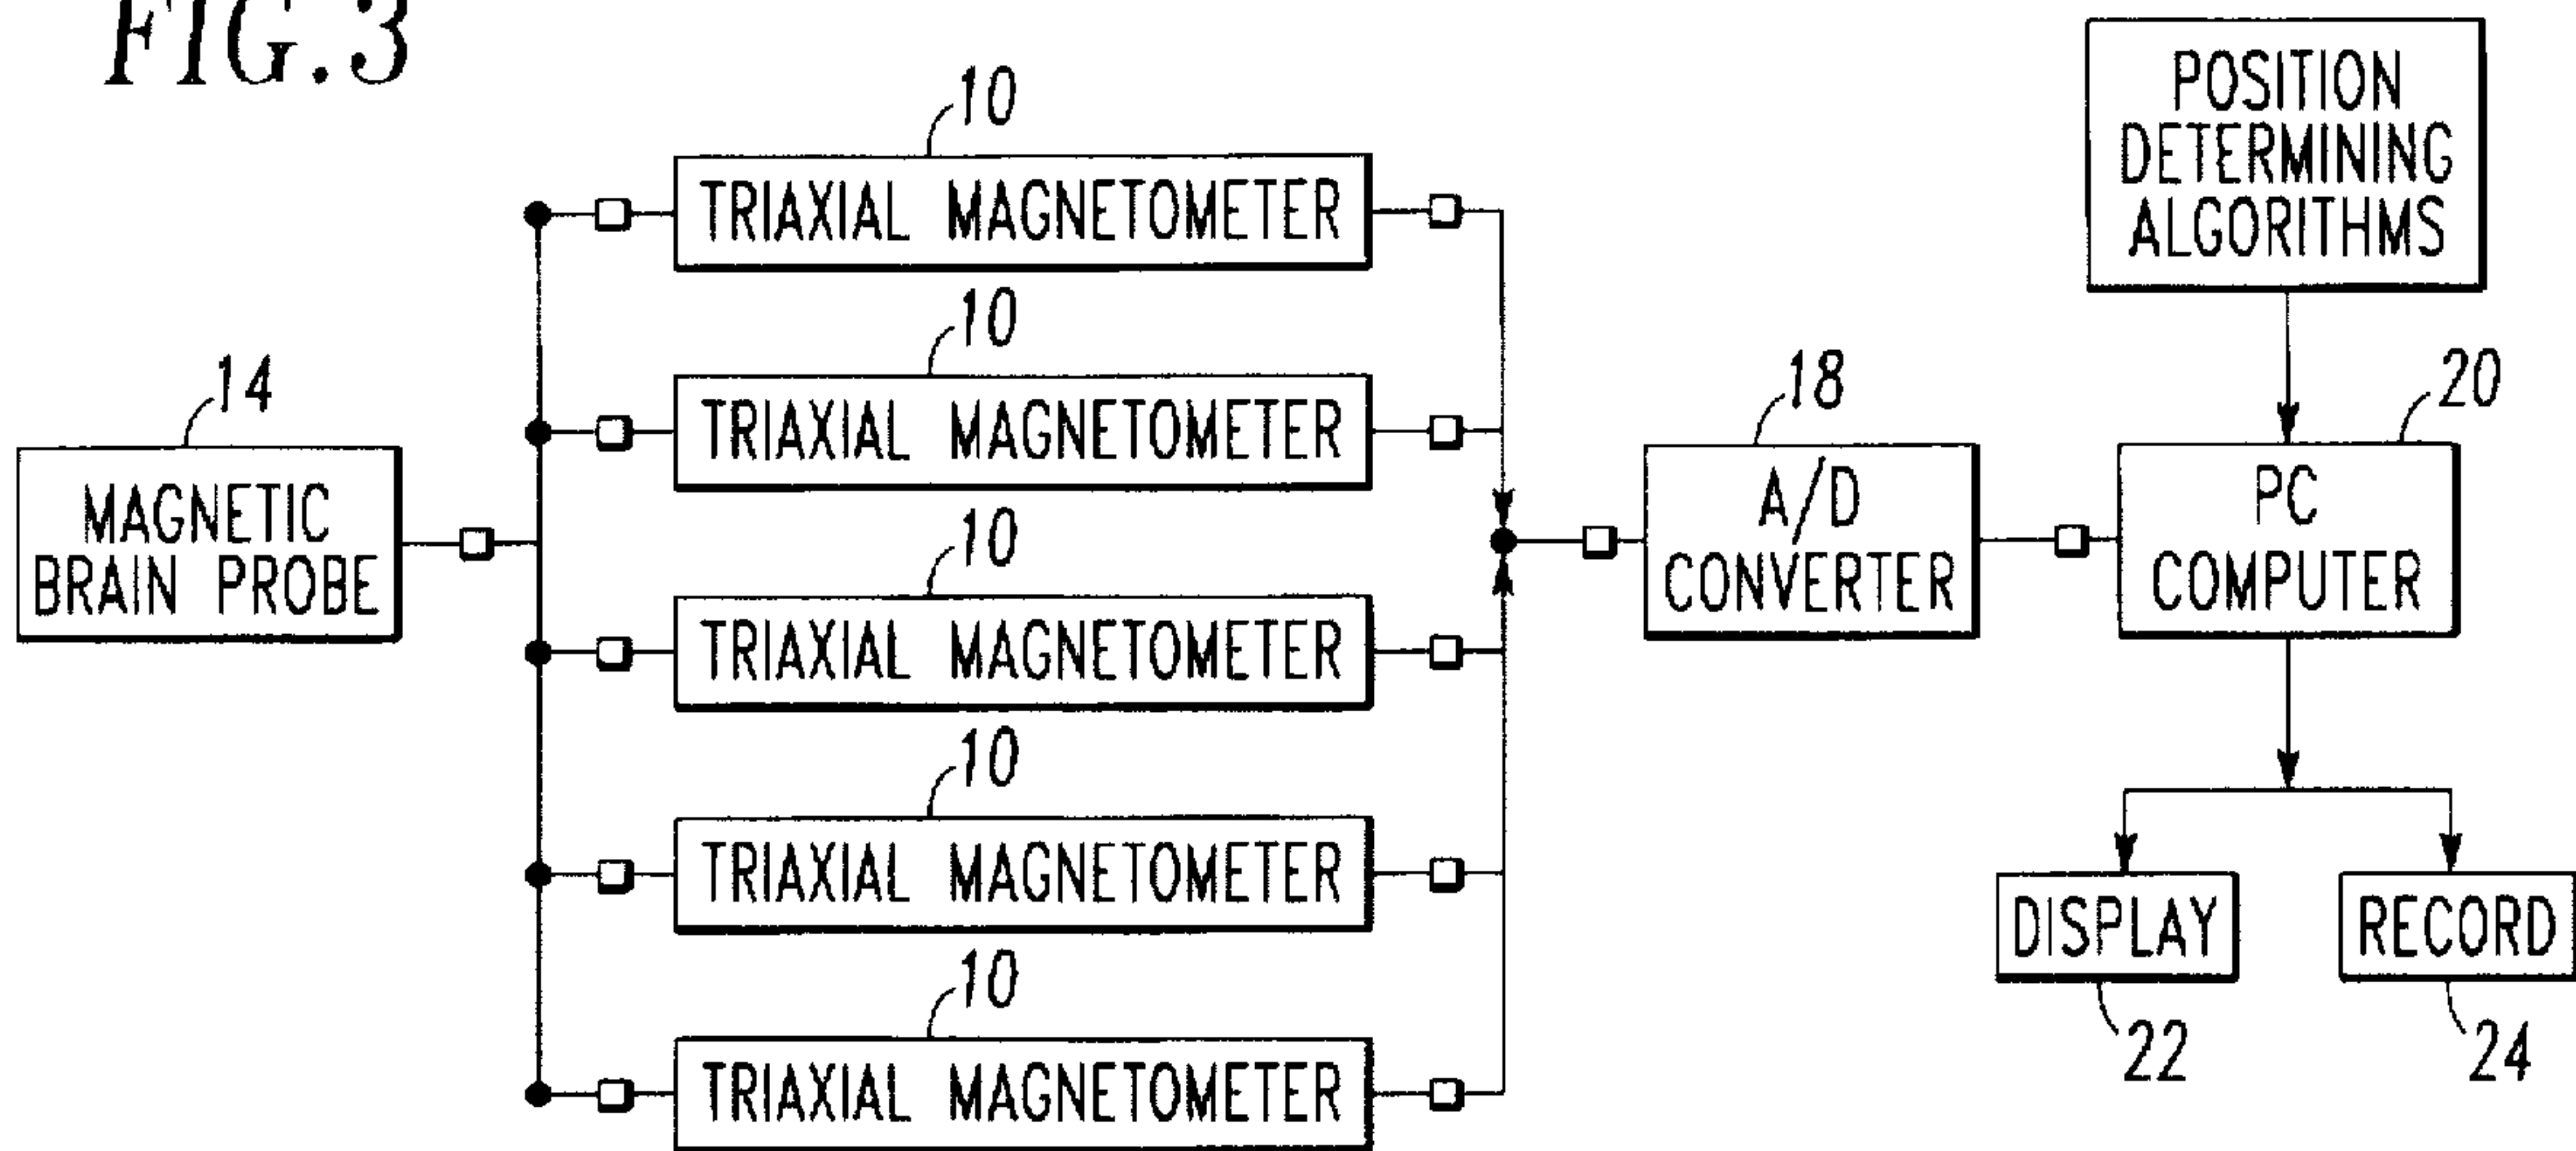 FIG.3
10
TRIAXIAL MAGNETOMETER
10
TRIAXIAL MAGNETOMETER
10
TRIAXIAL MAGNETOMETER
10
TRIAXIAL MAGNETOMETER
10
TRIAXIAL MAGNETOMETER
14
MAGNETIC
BRAIN PROBE
18
A/D
CONVERTER
POSITION
DETERMINING
ALGORITHMS
20
PC
COMPUTER
DISPLAY
22
RECORD
24